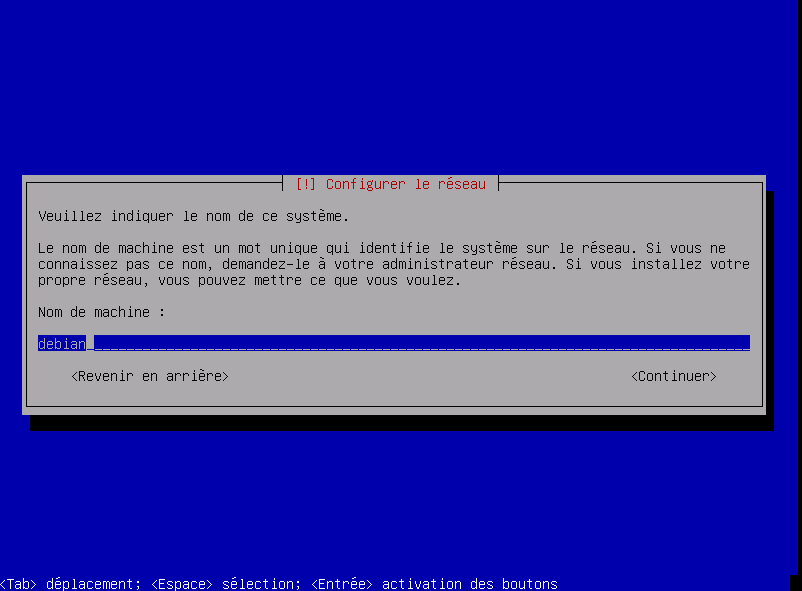 [!] Configurer le réseau
Veuillez indiquer le nom de ce système.
Le nom de machine est un mot unique qui identifie le système sur le réseau. Si vous ne
connaissez pas ce nom, demandez-le à votre administrateur réseau. Si vous installez votre
propre réseau, vous pouvez mettre ce que vous voulez.
Nom de machine :
debian
<Revenir en arrière> <Continuer>
<Tab> déplacement; <Espace> sélection; <Entrée> activation des boutons